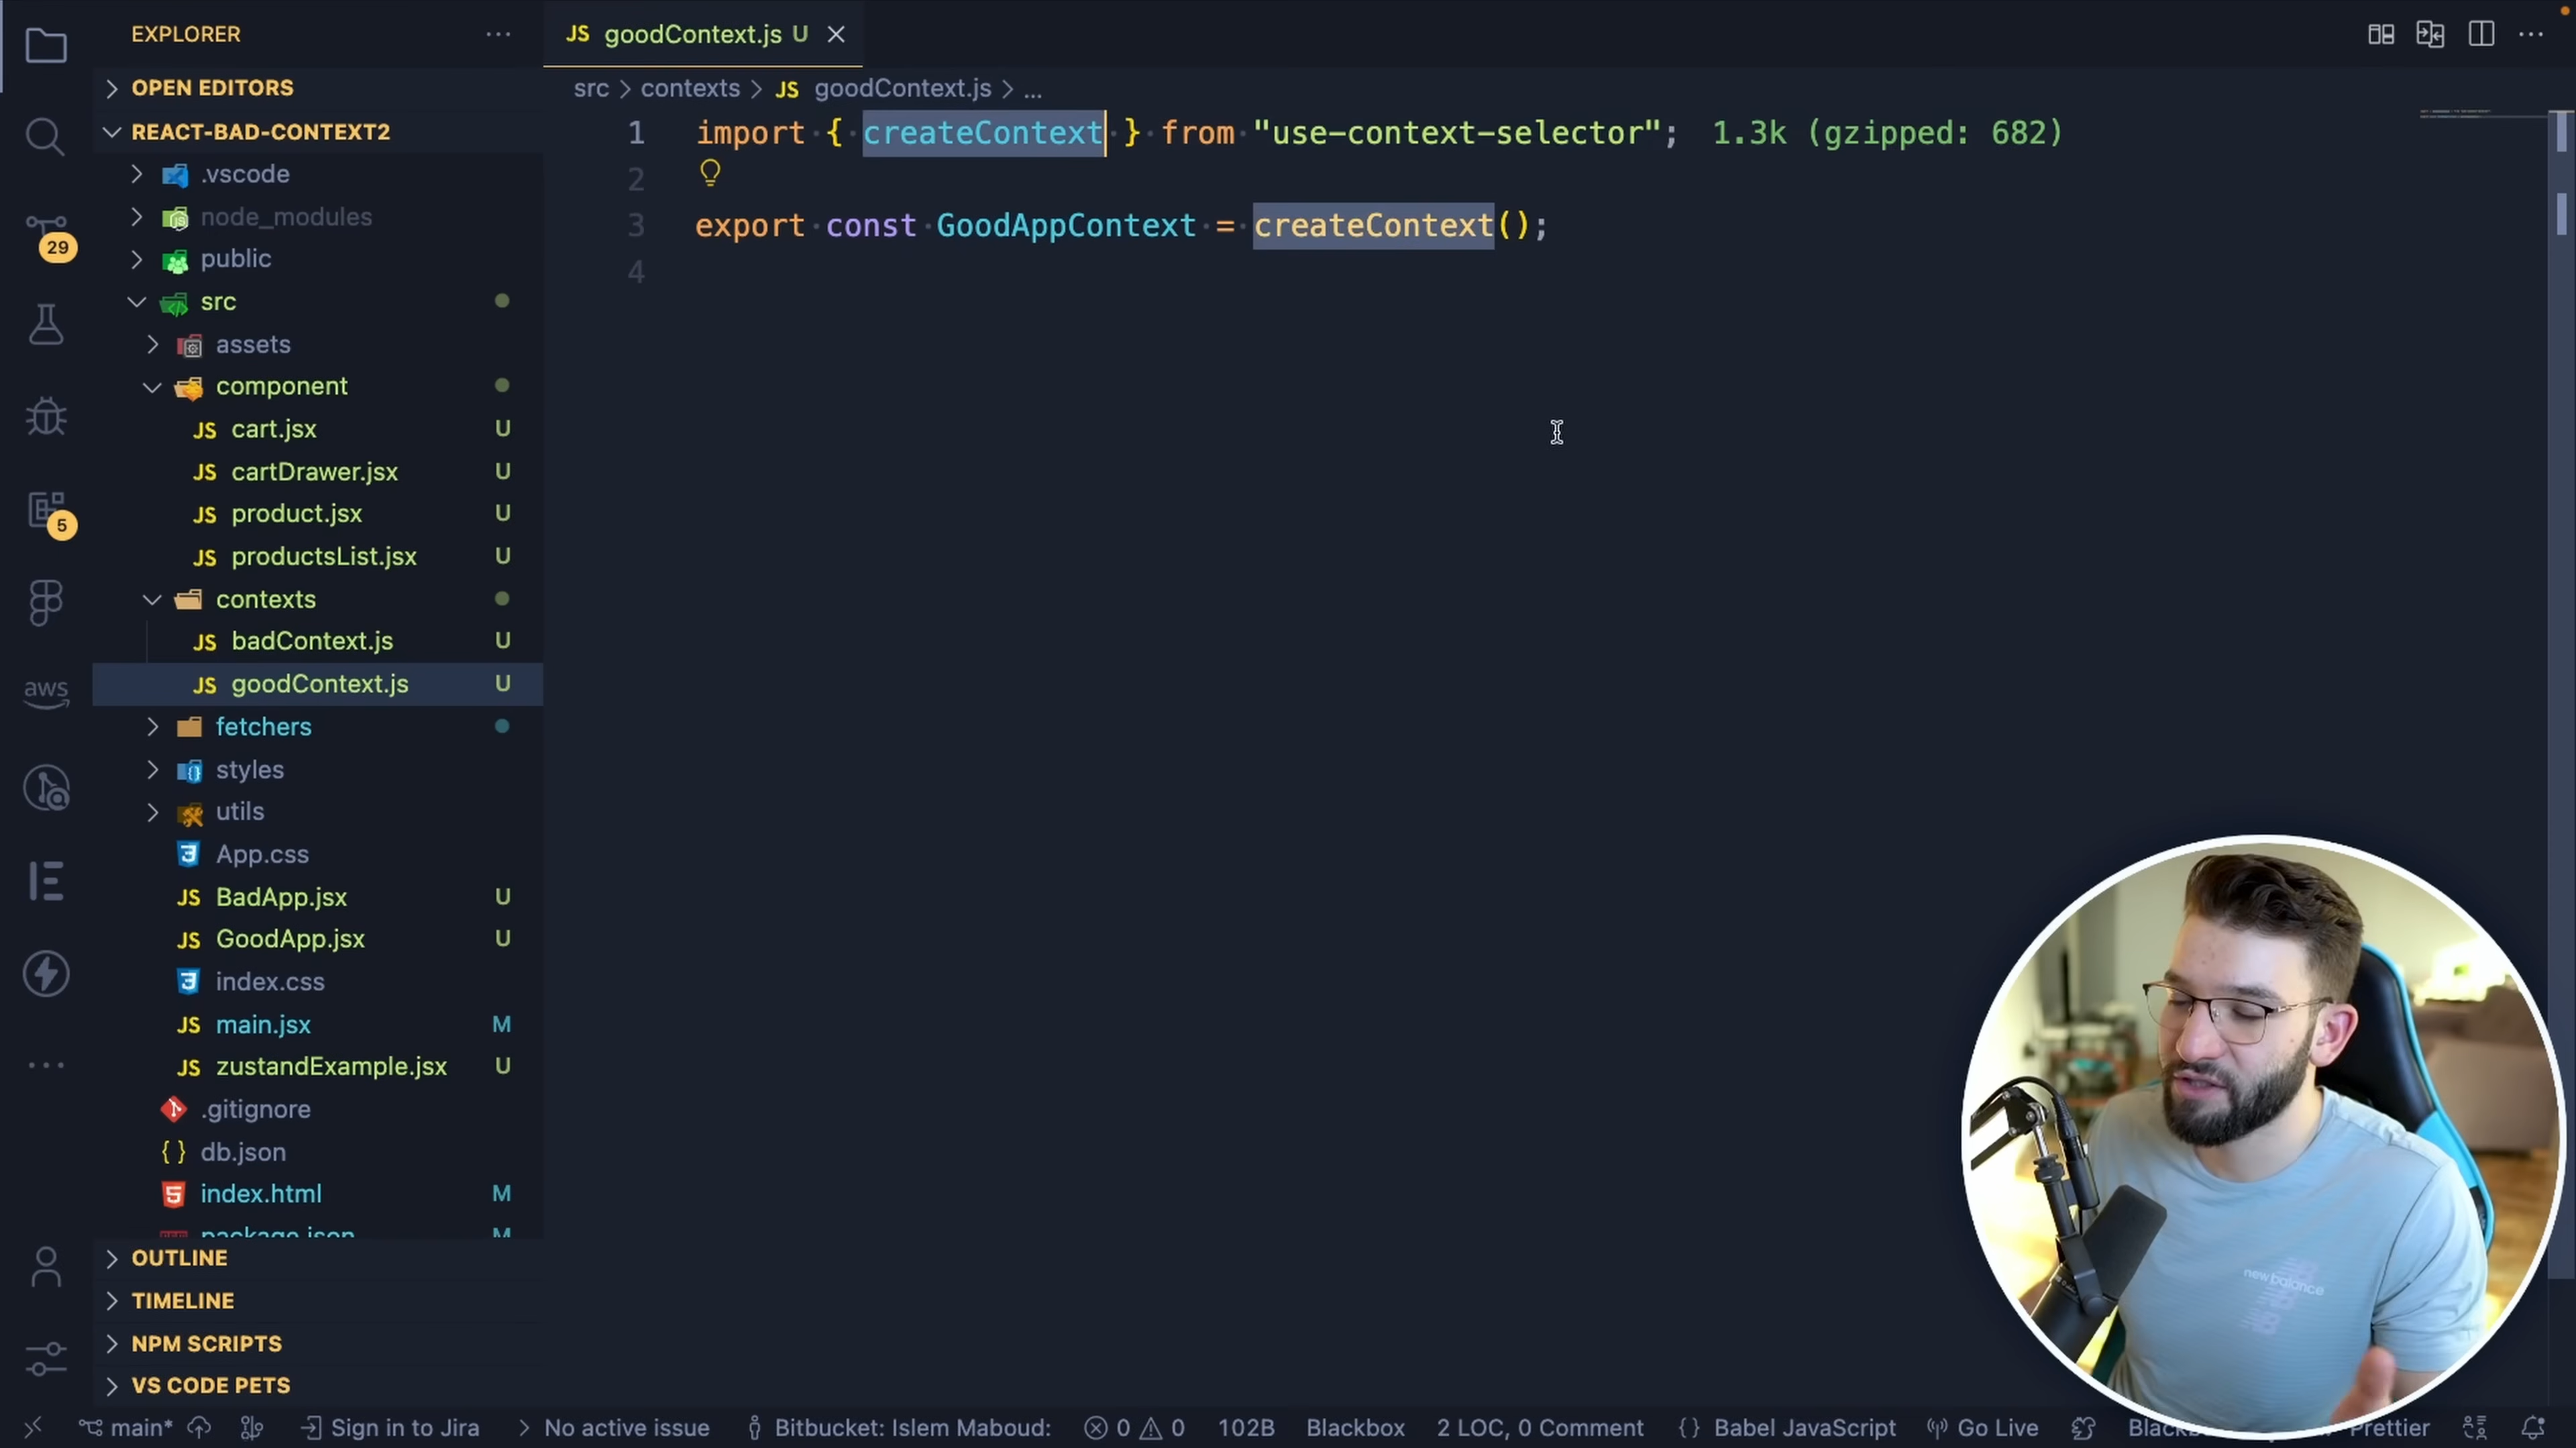 EXPLORER
OPEN EDITORS
REACT-BAD-CONTEXT2
.vscode
node_modules
public
src
assets
component
cart.jsx U
cartDrawer.jsx U
product.jsx U
productsList.jsx U
contexts
badContext.js U
goodContext.js U
fetchers
styles
utils
App.css
BadApp.jsx U
GoodApp.jsx U
index.css
main.jsx M
zustandExample.jsx U
.gitignore
db.json
index.html M
package.json M
OUTLINE
TIMELINE
NPM SCRIPTS
VS CODE PETS
29
5
aws
JS goodContext.js U
src > contexts > JS goodContext.js > ...
1 import { createContext } from "use-context-selector"; 1.3k (gzipped: 682)
2
3 export const GoodAppContext = createContext();
4
new balance
main* Sign in to Jira > No active issue Bitbucket: Islem Maboud: 0 0 102B Blackbox 2 LOC, 0 Comment {} Babel JavaScript Go Live Prettier